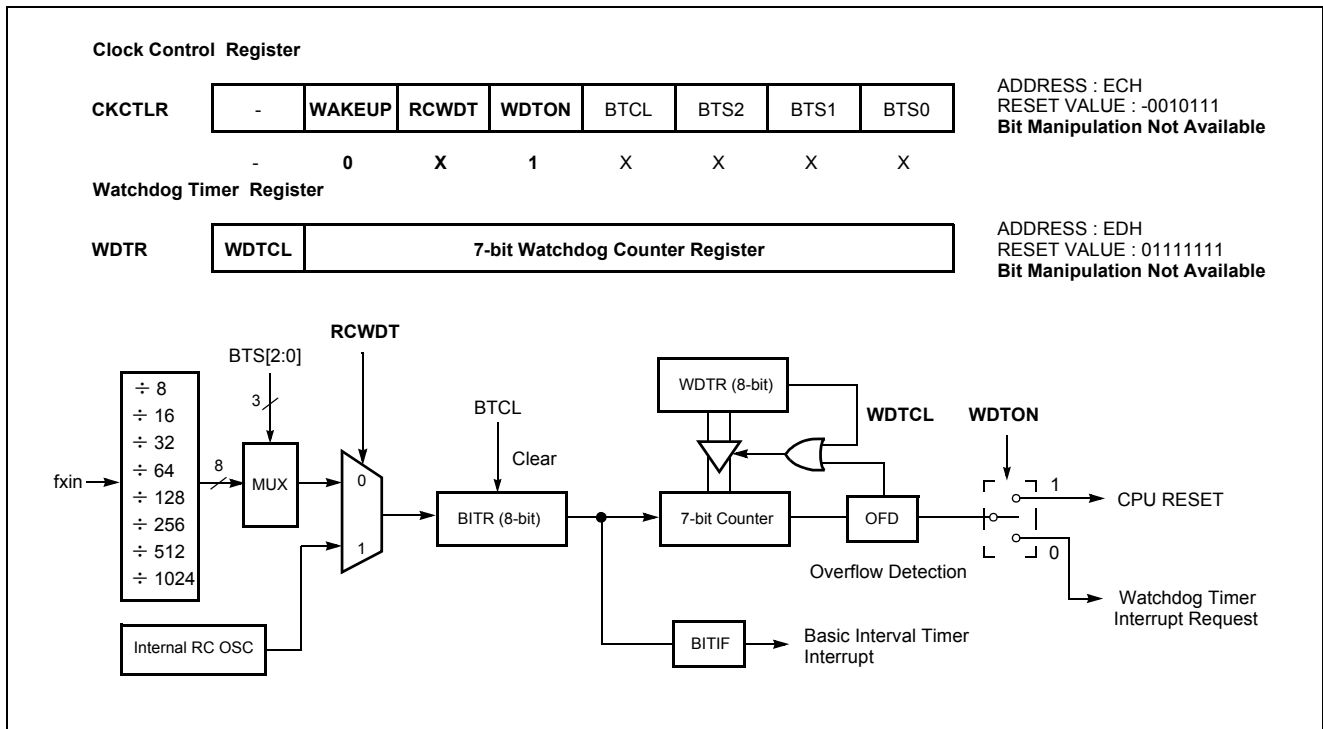 Clock Control Register
CKCTLR - WAKEUP RCWDT WDTON BTCL BTS2 BTS1 BTS0
ADDRESS : ECH
RESET VALUE : -0010111
Bit Manipulation Not Available
- 0 X 1 X X X X
Watchdog Timer Register
WDTR WDTCL 7-bit Watchdog Counter Register
ADDRESS : EDH
RESET VALUE : 01111111
Bit Manipulation Not Available
RCWDT
BTS[2:0]
3
fxin
÷ 8
÷ 16
÷ 32
÷ 64
÷ 128
÷ 256
÷ 512
÷ 1024
8
MUX
0
1
Internal RC OSC
BTCL
Clear
BITR (8-bit)
WDTR (8-bit)
WDTCL
WDTON
7-bit Counter
OFD
Overflow Detection
1
CPU RESET
0
Watchdog Timer
Interrupt Request
BITIF
Basic Interval Timer
Interrupt